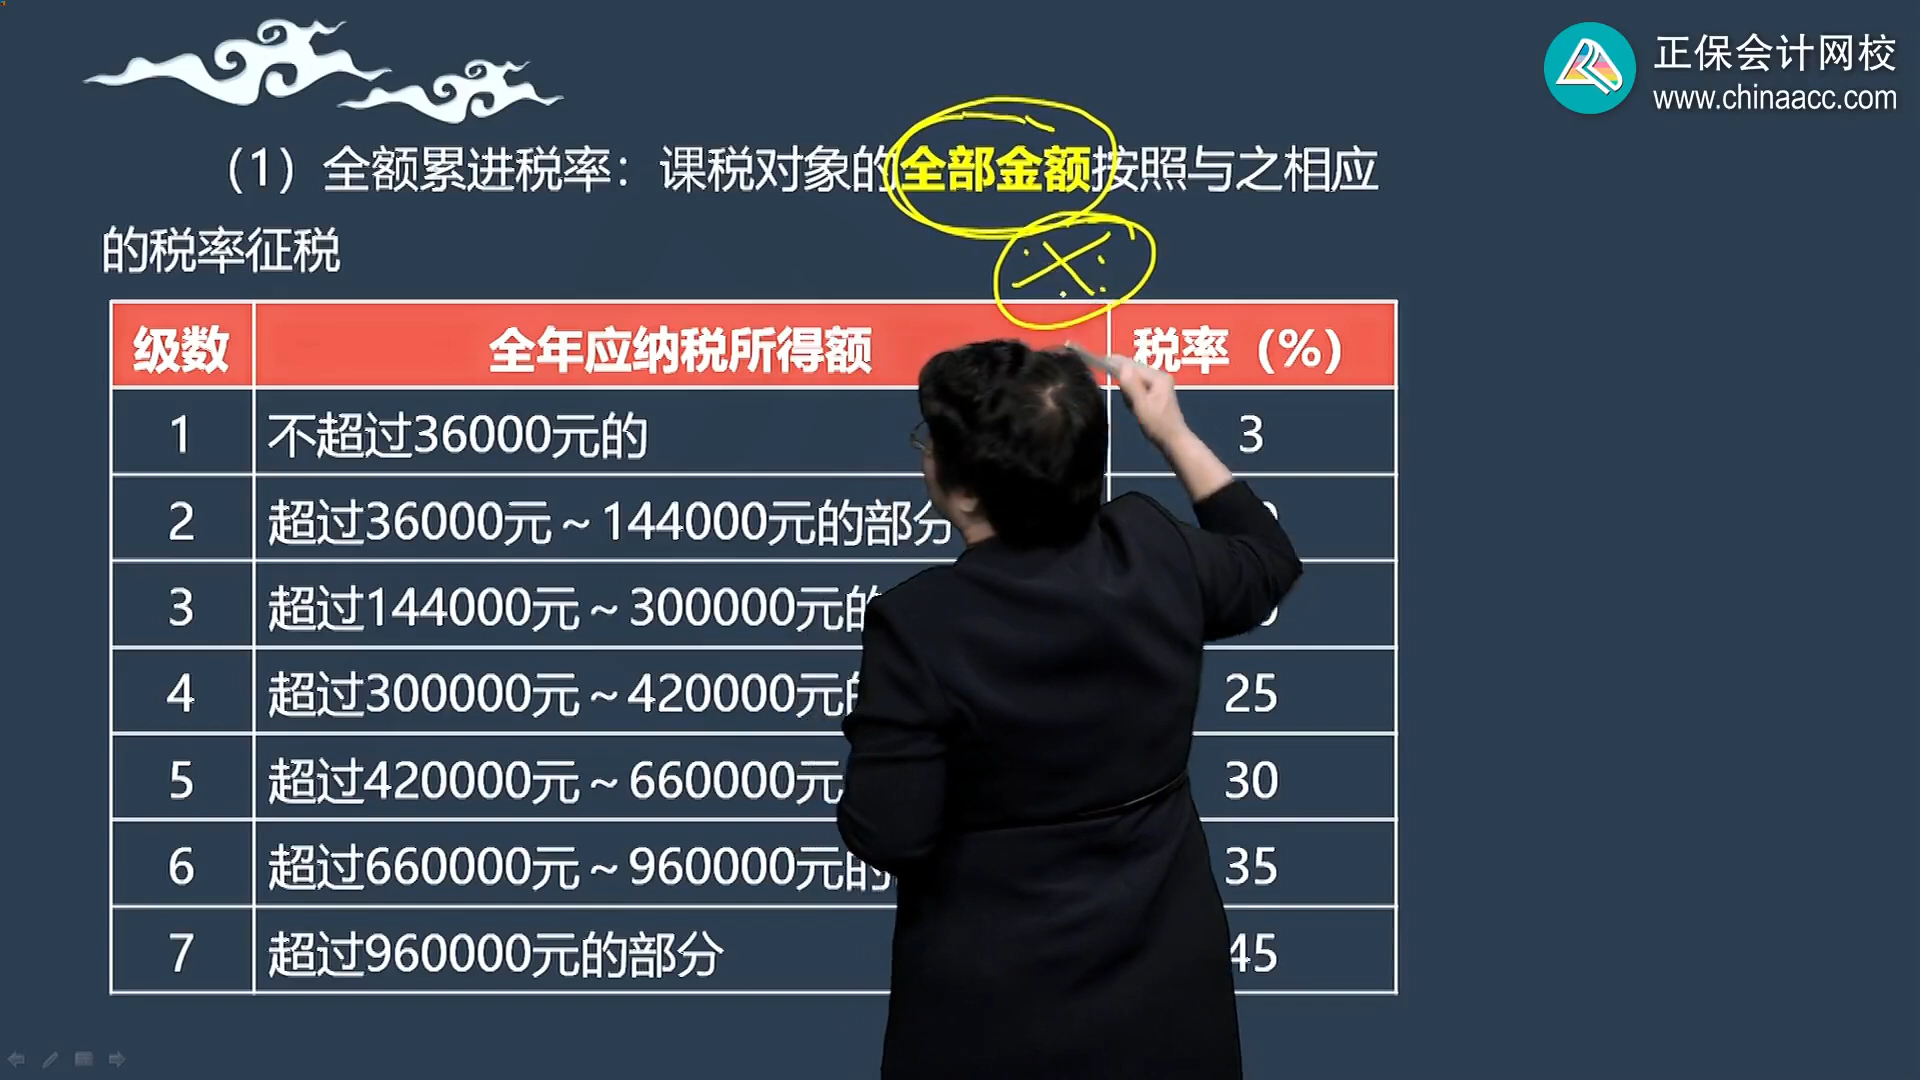 正保会计网校
www.chinaacc.com
（1）全额累进税率：课税对象的全部金额按照与之相应
的税率征税
级数 全年应纳税所得额 税率（%）
1 不超过36000元的 3
2 超过36000元～144000元的部分
3 超过144000元～300000元的
4 超过300000元～420000元的 25
5 超过420000元～660000元 30
6 超过660000元～960000元的 35
7 超过960000元的部分 45